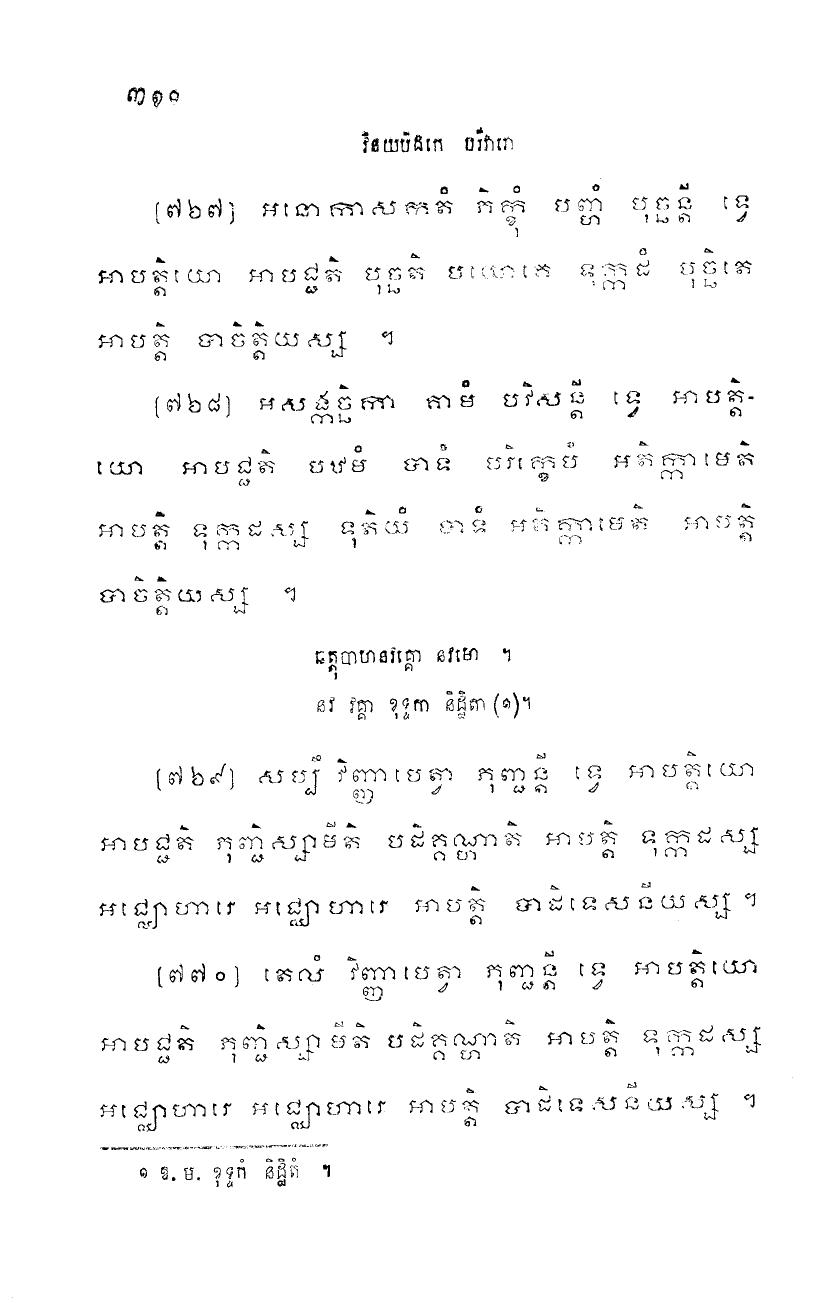 ៣១០
វិនយបិដកេ បរិវារោ
[៧៦៧] អនោកាសកតំ ភិក្ខុំ បញ្ហំ បុច្ឆន្តី ទ្វេ
អាបត្តិយោ អាបជ្ជតិ បុច្ឆតិ បយោគេ ទុក្កដំ បុច្ឆិតេ
អាបត្តិ បាចិត្តិយស្ស ។
[៧៦៨] អសង្កច្ឆិកា គាមំ បវិសន្តី ទ្វេ អាបត្តិ-
យោ អាបជ្ជតិ បឋមំ បាទំ បរិក្ខេបំ អតិក្កាមេតិ
អាបត្តិ ទុក្កដស្ស ទុតិយំ បាទំ អតិក្កាមេតិ អាបត្តិ
បាចិត្តិយស្ស ។
ឆត្តុបាហនវគ្គោ នវមោ ។
នវ វគ្គា ខុទ្ទកា និដ្ឋិតា (១)។
[៧៦៩] សប្បិំ វិញ្ញាបេត្វា ភុញ្ជន្តី ទ្វេ អាបត្តិយោ
អាបជ្ជតិ ភុញ្ជិស្សាមីតិ បដិគ្គណ្ហាតិ អាបត្តិ ទុក្កដស្ស
អជ្ឈោហារេ អជ្ឈោហារេ អាបត្តិ បាដិទេសនីយស្ស ។
[៧៧០] តេលំ វិញ្ញាបេត្វា ភុញ្ជន្តី ទ្វេ អាបត្តិយោ
អាបជ្ជតិ ភុញ្ជិស្សាមីតិ បដិគ្គណ្ហាតិ អាបត្តិ ទុក្កដស្ស
អជ្ឈោហារេ អជ្ឈោហារេ អាបត្តិ បាដិទេសនីយស្ស ។
១ ឱ. ម. ខុទ្ទកំ និដ្ឋិតំ ។